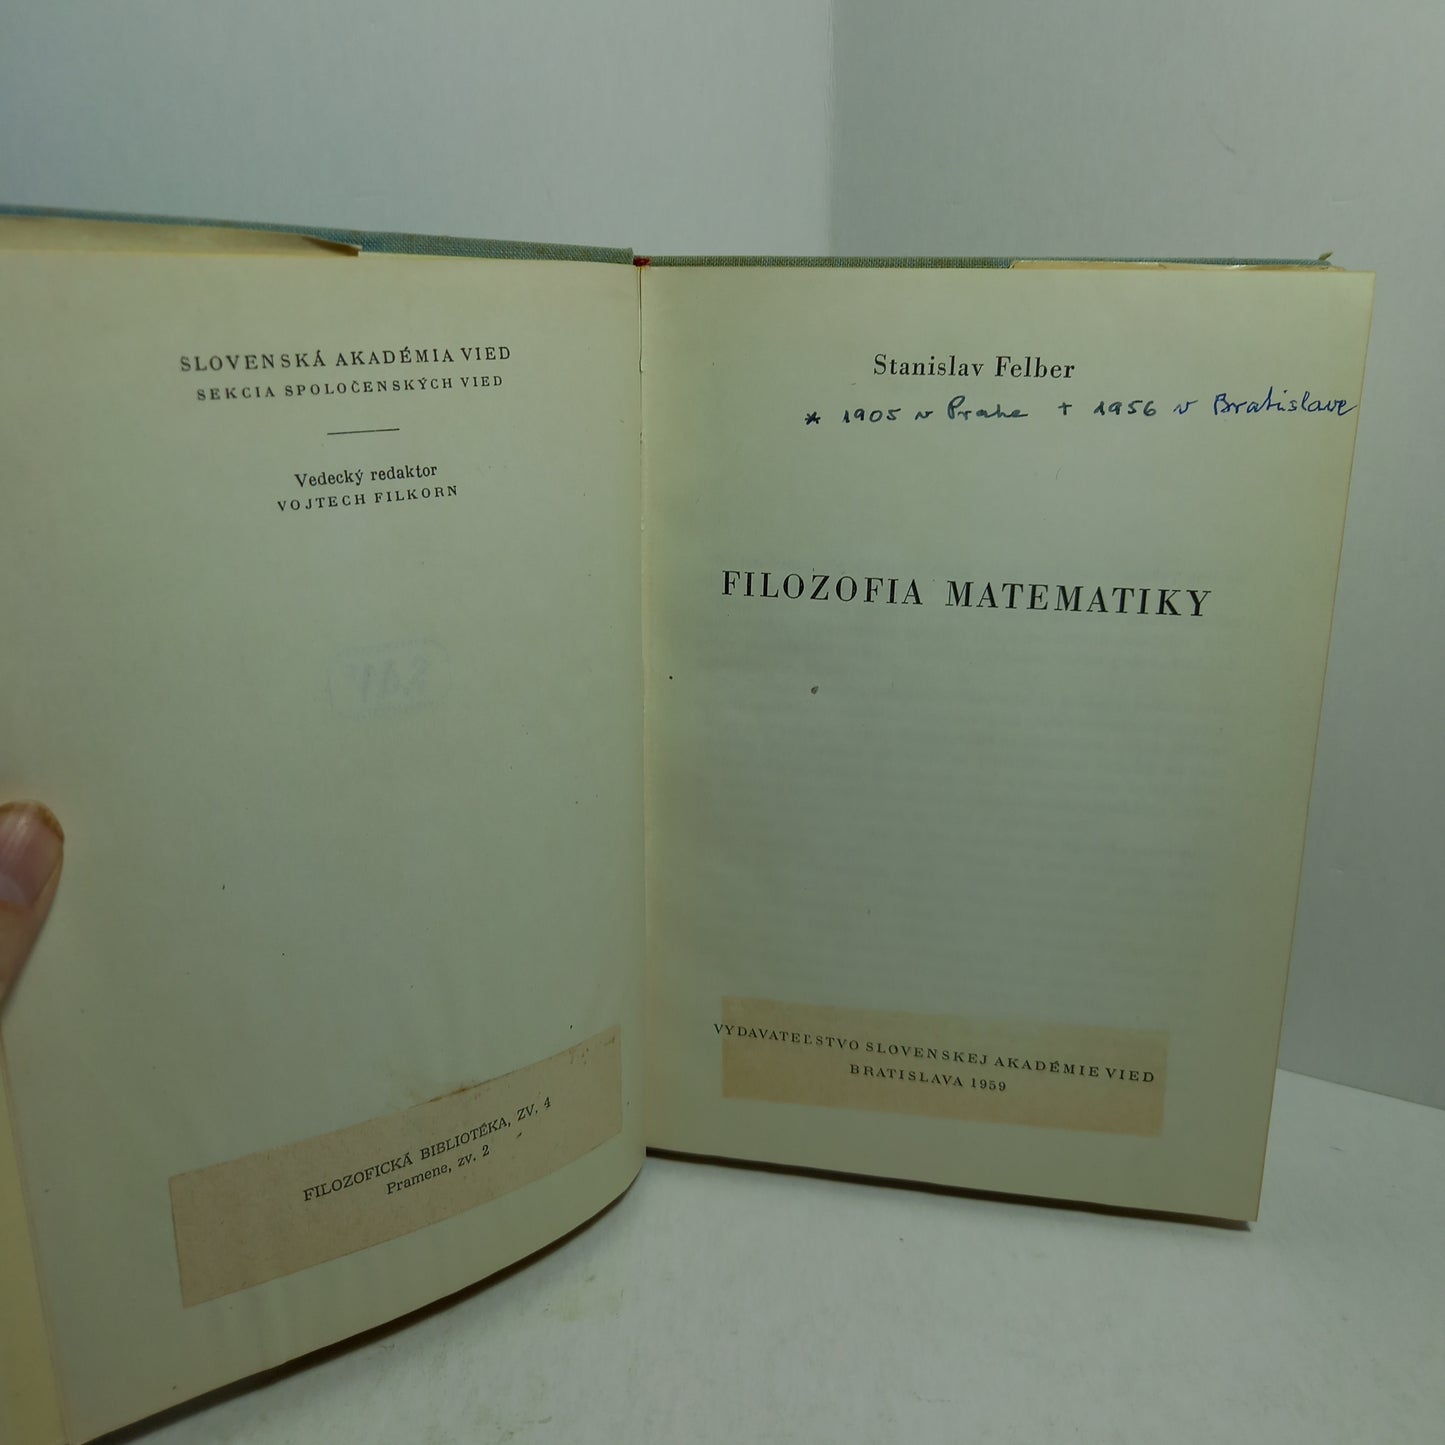 SLOVENSKÁ AKADÉMIA VIED
SEKCIA SPOLOČENSKÝCH VIED
Vedecký redaktor
VOJTECH FILKORN
FILOZOFICKÁ BIBLIOTÉKA, ZV. 4
Pramene, zv. 2
Stanislav Felber
* 1905 v Prahe + 1956 v Bratislave
FILOZOFIA MATEMATIKY
VYDAVATEĽSTVO SLOVENSKEJ AKADÉMIE VIED
BRATISLAVA 1959